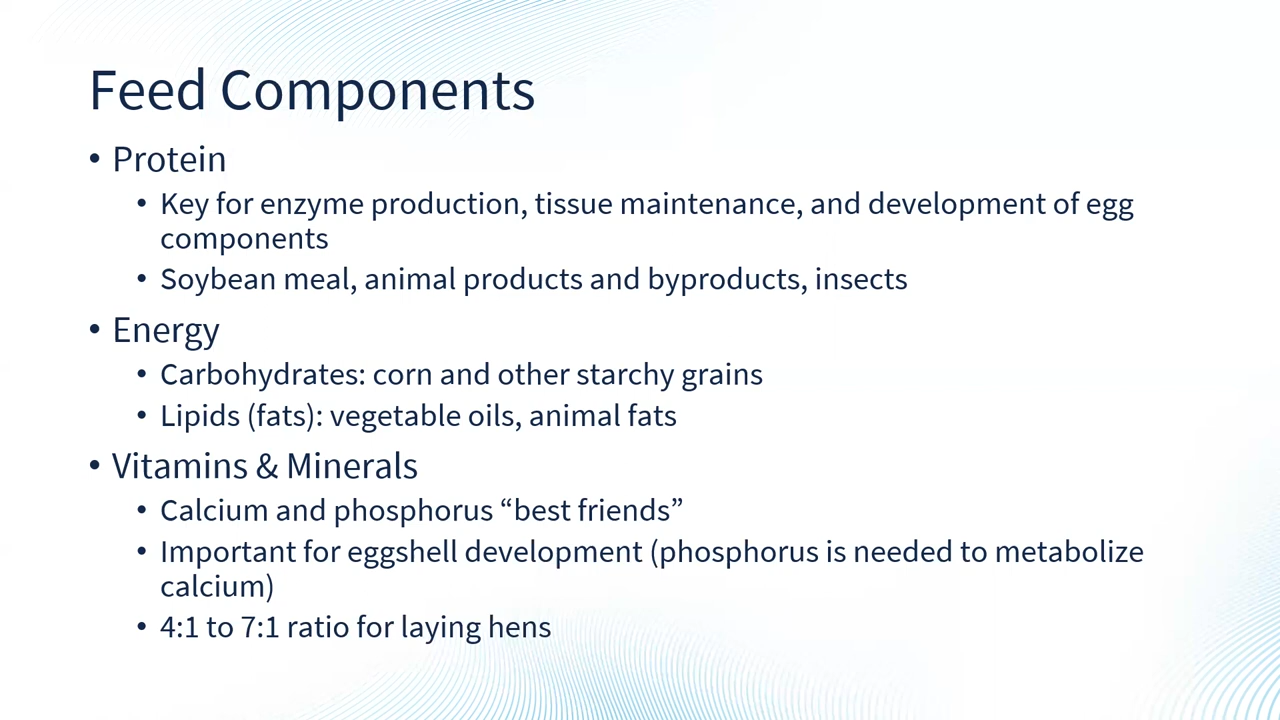 Feed Components
• Protein
• Key for enzyme production, tissue maintenance, and development of egg
components
• Soybean meal, animal products and byproducts, insects
• Energy
• Carbohydrates: corn and other starchy grains
• Lipids (fats): vegetable oils, animal fats
• Vitamins & Minerals
• Calcium and phosphorus “best friends”
• Important for eggshell development (phosphorus is needed to metabolize
calcium)
• 4:1 to 7:1 ratio for laying hens